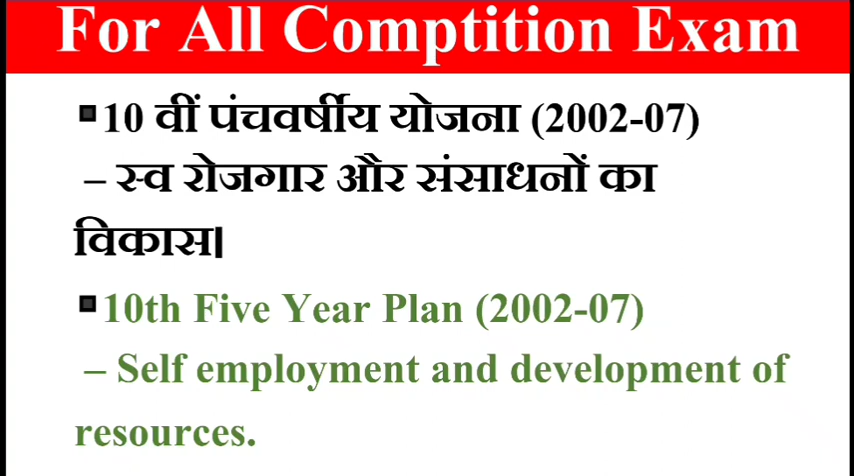 For All Comptition Exam
▪10 वीं पंचवर्षीय योजना (2002-07)
– स्व रोजगार और संसाधनों का
विकास।
▪10th Five Year Plan (2002-07)
– Self employment and development of
resources.